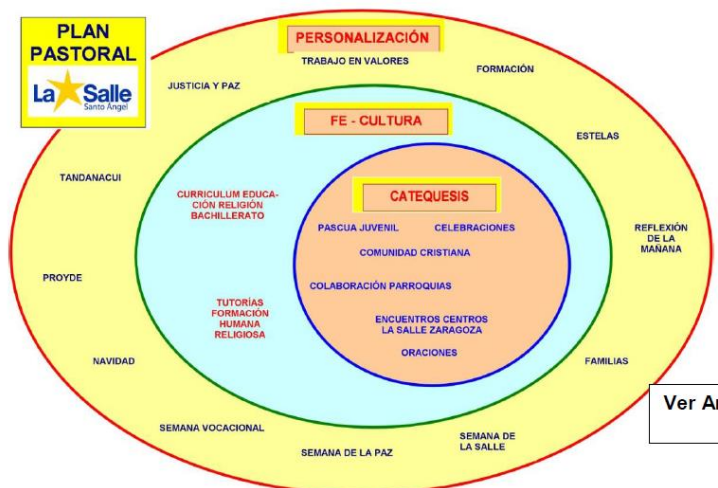 PLAN
PASTORAL
La Salle
Santo Ángel
PERSONALIZACIÓN
TRABAJO EN VALORES
FORMACIÓN
JUSTICIA Y PAZ
ESTELAS
TANDANACUI
REFLEXIÓN
DE LA
MAÑANA
PROYDE
NAVIDAD
FAMILIAS
SEMANA VOCACIONAL
SEMANA DE LA PAZ
SEMANA DE
LA SALLE
FE - CULTURA
CURRICULUM EDUCA-
CIÓN RELIGIÓN
BACHILLERATO
TUTORÍAS
FORMACIÓN
HUMANA
RELIGIOSA
CATEQUESIS
PASCUA JUVENIL
CELEBRACIONES
COMUNIDAD CRISTIANA
COLABORACIÓN PARROQUIAS
ENCUENTROS CENTROS
LA SALLE ZARAGOZA
ORACIONES
Ver